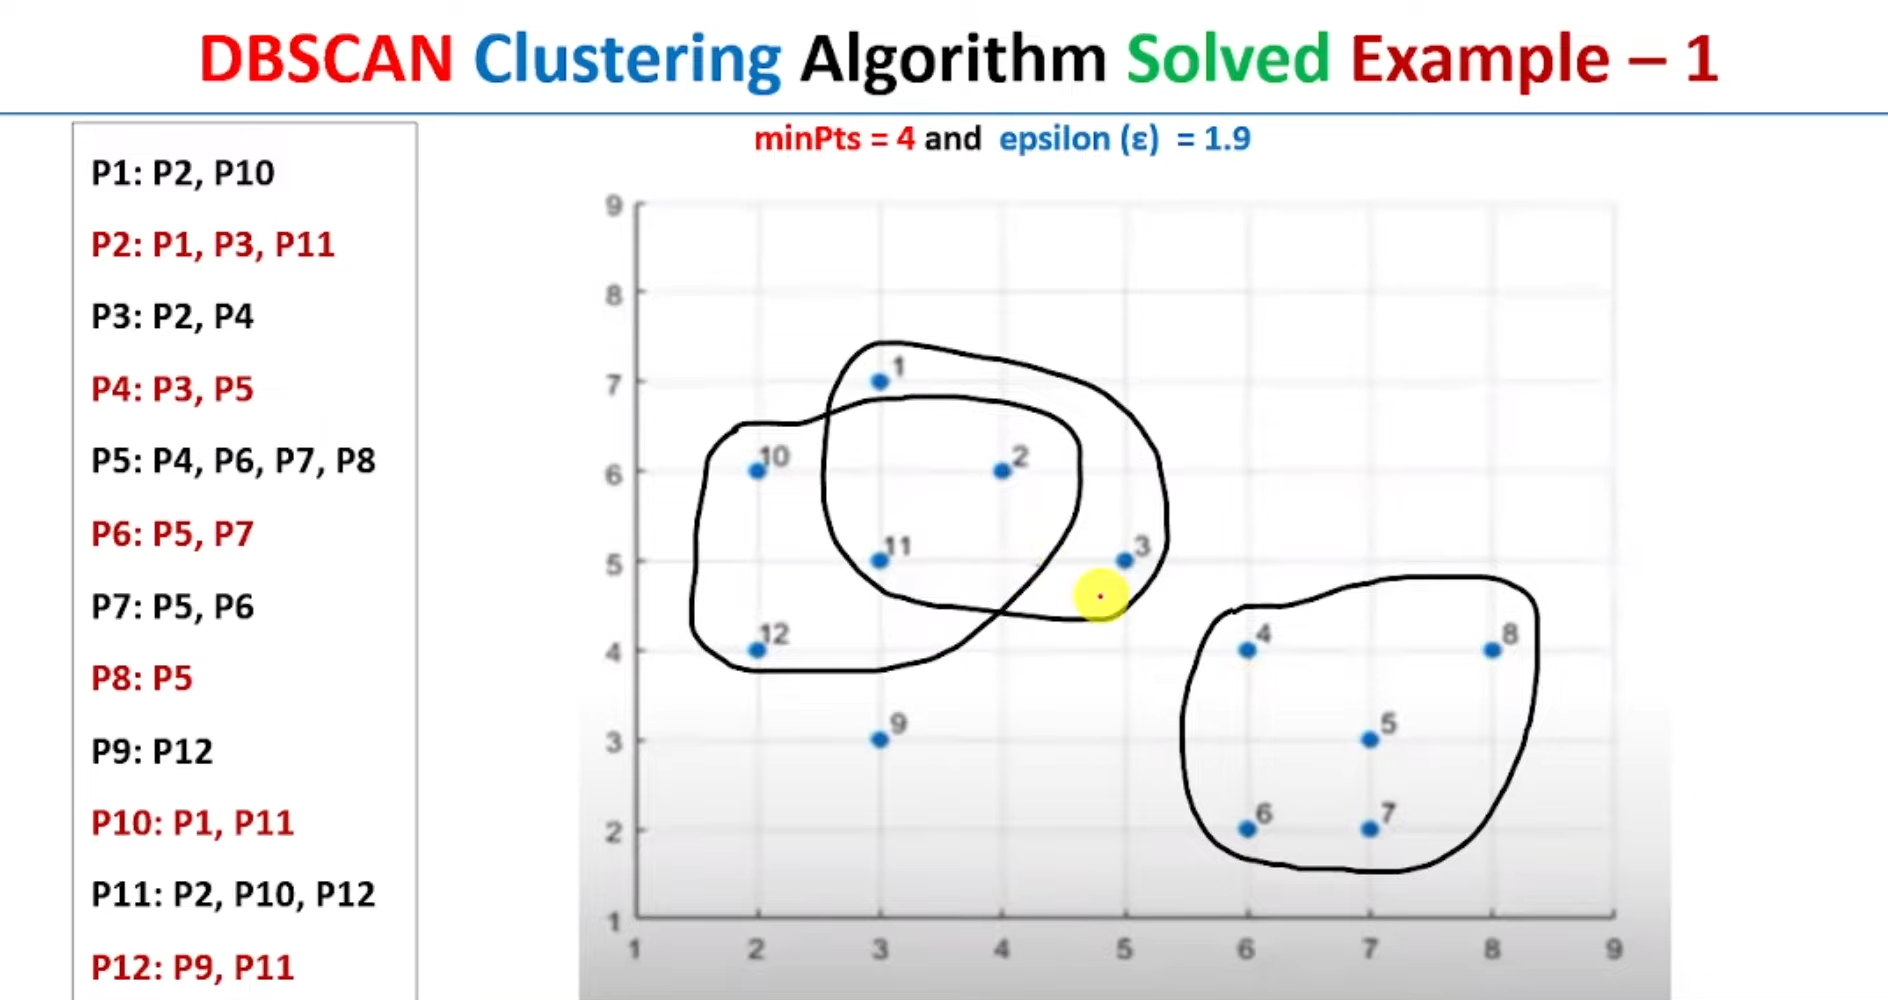 DBSCAN Clustering Algorithm Solved Example – 1
minPts = 4 and epsilon (ε) = 1.9
P1: P2, P10
P2: P1, P3, P11
P3: P2, P4
P4: P3, P5
P5: P4, P6, P7, P8
P6: P5, P7
P7: P5, P6
P8: P5
P9: P12
P10: P1, P11
P11: P2, P10, P12
P12: P9, P11
9
8
7
6
5
4
3
2
1
1
10
2
11
3
12
4
8
9
5
6
7
1 2 3 4 5 6 7 8 9